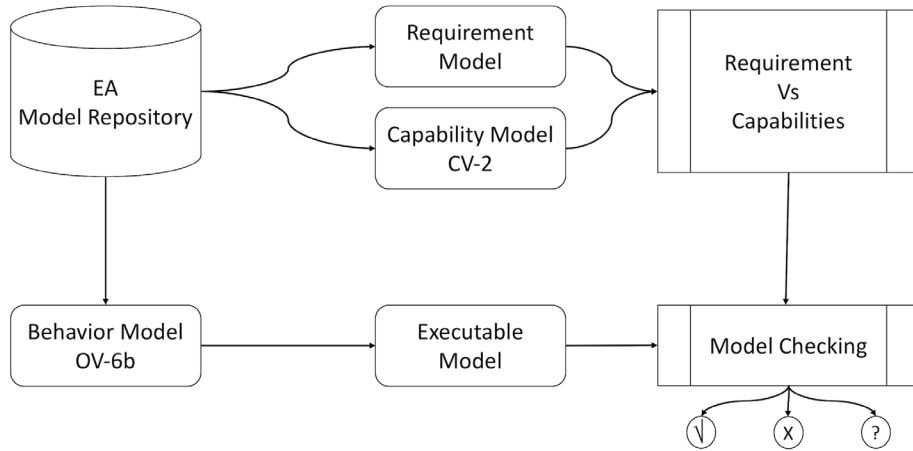 EA
Model Repository
Requirement
Model
Capability Model
CV-2
Requirement
Vs
Capabilities
Behavior Model
OV-6b
Executable
Model
Model Checking
√
X
?